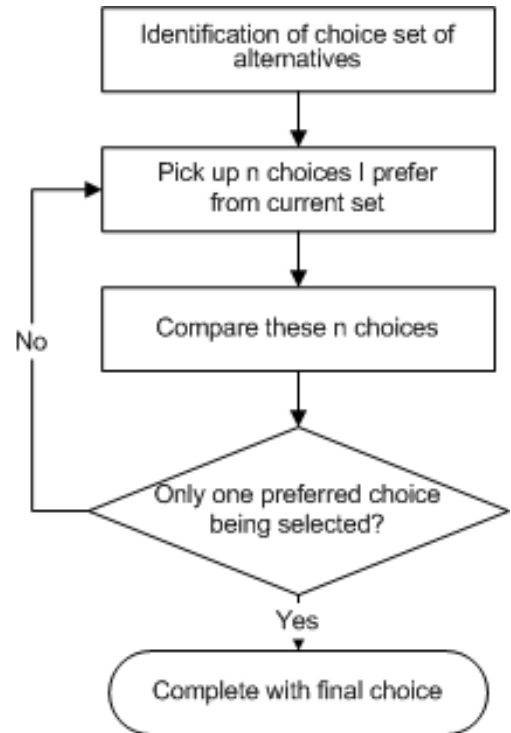 Identification of choice set of
alternatives
Pick up n choices I prefer
from current set
Compare these n choices
No
Only one preferred choice
being selected?
Yes
Complete with final choice